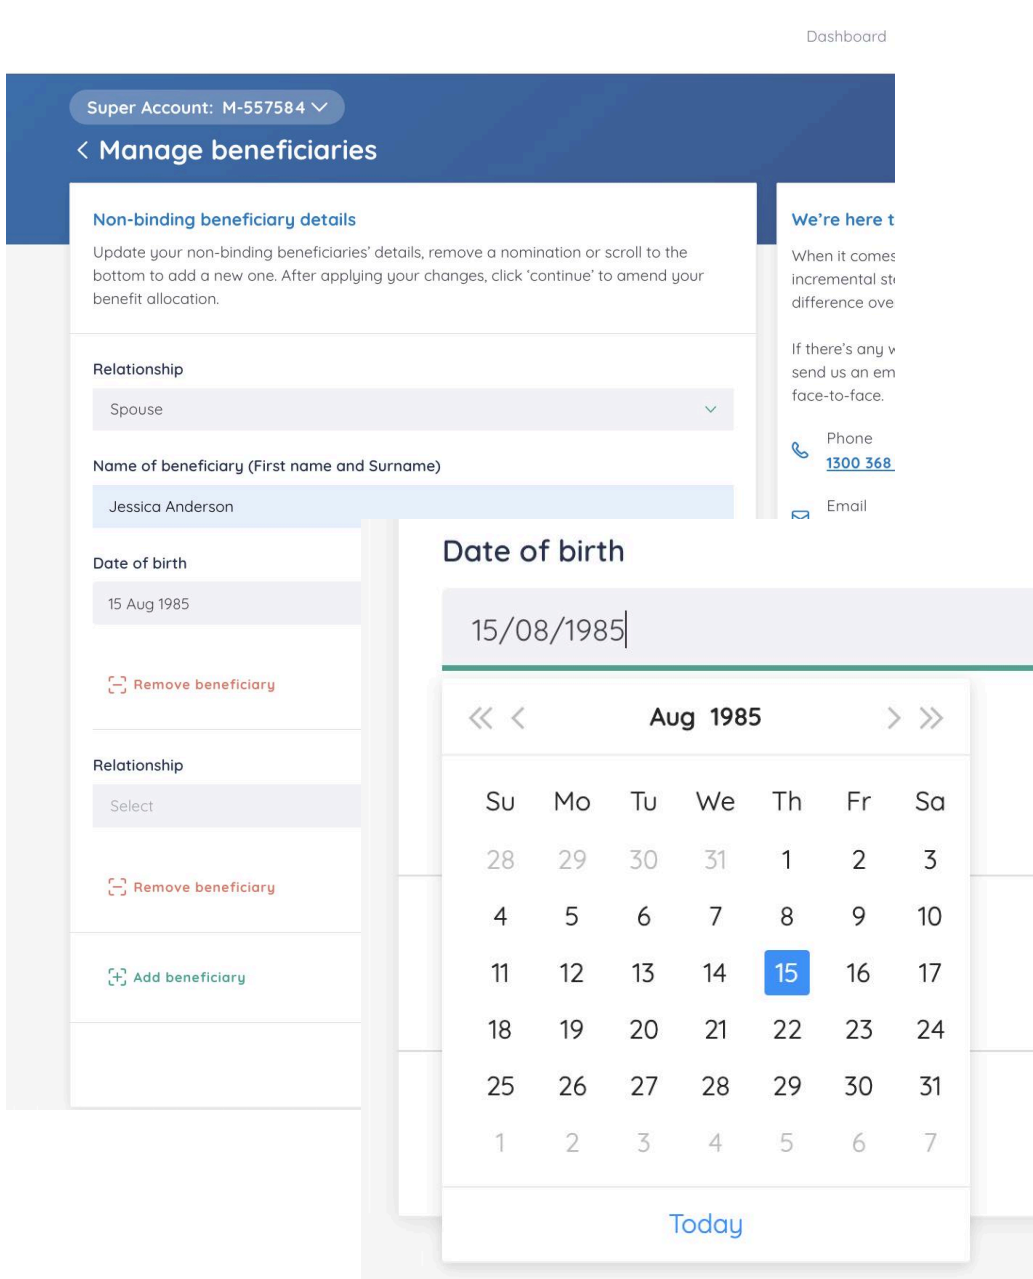 Dashboard
Super Account: M-557584
Manage beneficiaries
Non-binding beneficiary details
Update your non-binding beneficiaries’ details, remove a nomination or scroll to the
bottom to add a new one. After applying your changes, click ‘continue’ to amend your
benefit allocation.
Relationship
Spouse
Name of beneficiary (First name and Surname)
Jessica Anderson
Date of birth
15 Aug 1985
Remove beneficiary
Relationship
Select
Remove beneficiary
Add beneficiary
We’re here t
When it comes
incremental ste
difference ove
If there’s any w
send us an em
face-to-face.
Phone
1300 368
Email
Date of birth
15/08/1985
Aug 1985
Su Mo Tu We Th Fr Sa
28 29 30 31 1 2 3
4 5 6 7 8 9 10
11 12 13 14 15 16 17
18 19 20 21 22 23 24
25 26 27 28 29 30 31
1 2 3 4 5 6 7
Today